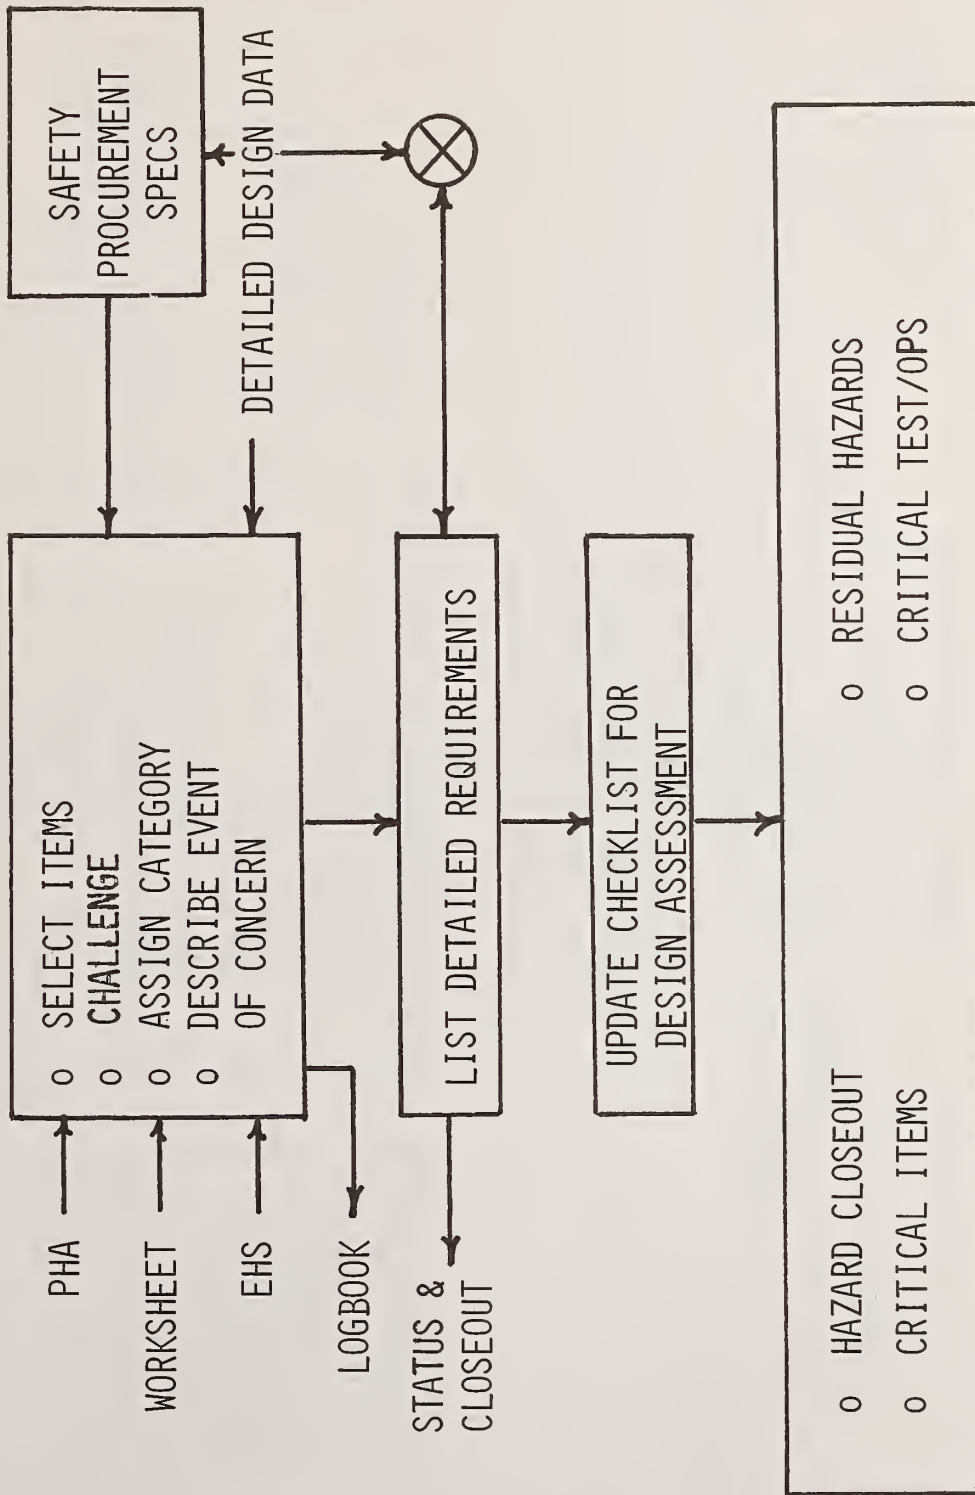 PHA
WORKSHEET
EHS
LOGBOOK
o SELECT ITEMS
o CHALLENGE
o ASSIGN CATEGORY
o DESCRIBE EVENT
OF CONCERN
SAFETY
PROCUREMENT
SPECS
DETAILED DESIGN DATA
STATUS &
CLOSEOUT
LIST DETAILED REQUIREMENTS
UPDATE CHECKLIST FOR
DESIGN ASSESSMENT
o HAZARD CLOSEOUT
o CRITICAL ITEMS
o RESIDUAL HAZARDS
o CRITICAL TEST/OPS